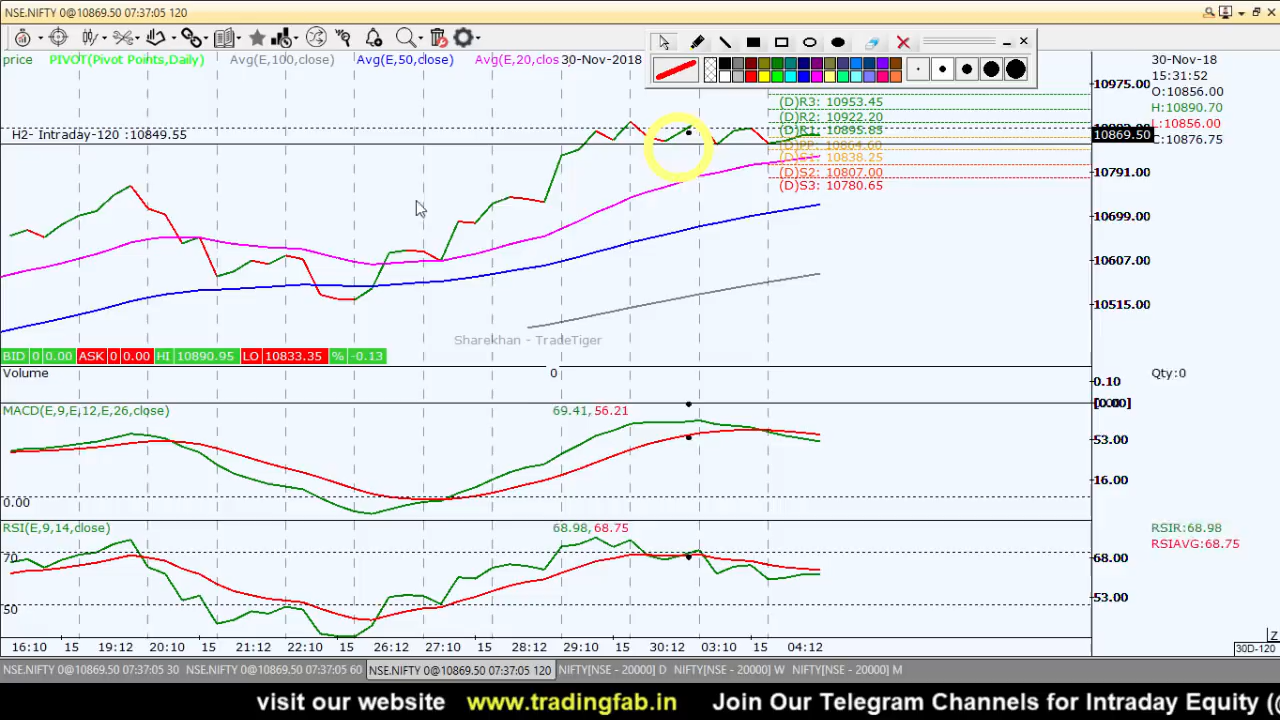 NSE.NIFTY 0@10869.50 07:37:05 120
price PIVOT(Pivot Points,Daily) Avg(E,100,close) Avg(E,50,close) Avg(E,20,clos 30-Nov-2018
30-Nov-18
15:31:52
O:10856.00
H:10890.70
L:10856.00
C:10876.75
10975.00
10869.50
10791.00
10699.00
10607.00
10515.00
(D)R3: 10953.45
(D)R2: 10922.20
(D)R1: 10895.85
(D)PP: 10864.60
(D)S1: 10838.25
(D)S2: 10807.00
(D)S3: 10780.65
H2- Intraday-120 :10849.55
Sharekhan - TradeTiger
BID 0 0.00 ASK 0 0.00 HI 10890.95 LO 10833.35 % -0.13
Volume 0 Qty:0
0.10
MACD(E,9,E,12,E,26,close) 69.41, 56.21
53.00
16.00
0.00
RSI(E,9,14,close) 68.98, 68.75 RSIR: 68.98
RSIAVG: 68.75
70 68.00
50 53.00
16:10 15 19:12 20:10 15 21:12 22:12 15 26:12 27:10 15 28:12 29:10 15 30:12 03:10 15 04:12
Z
30D-120
NSE.NIFTY 0@10869.50 07:37:05 30 NSE.NIFTY 0@10869.50 07:37:05 60 NSE.NIFTY 0@10869.50 07:37:05 120 NIFTY[NSE - 20000] D NIFTY[NSE - 20000] W NIFTY[NSE - 20000] M
visit our website www.tradingfab.in Join Our Telegram Channels for Intraday Equity (